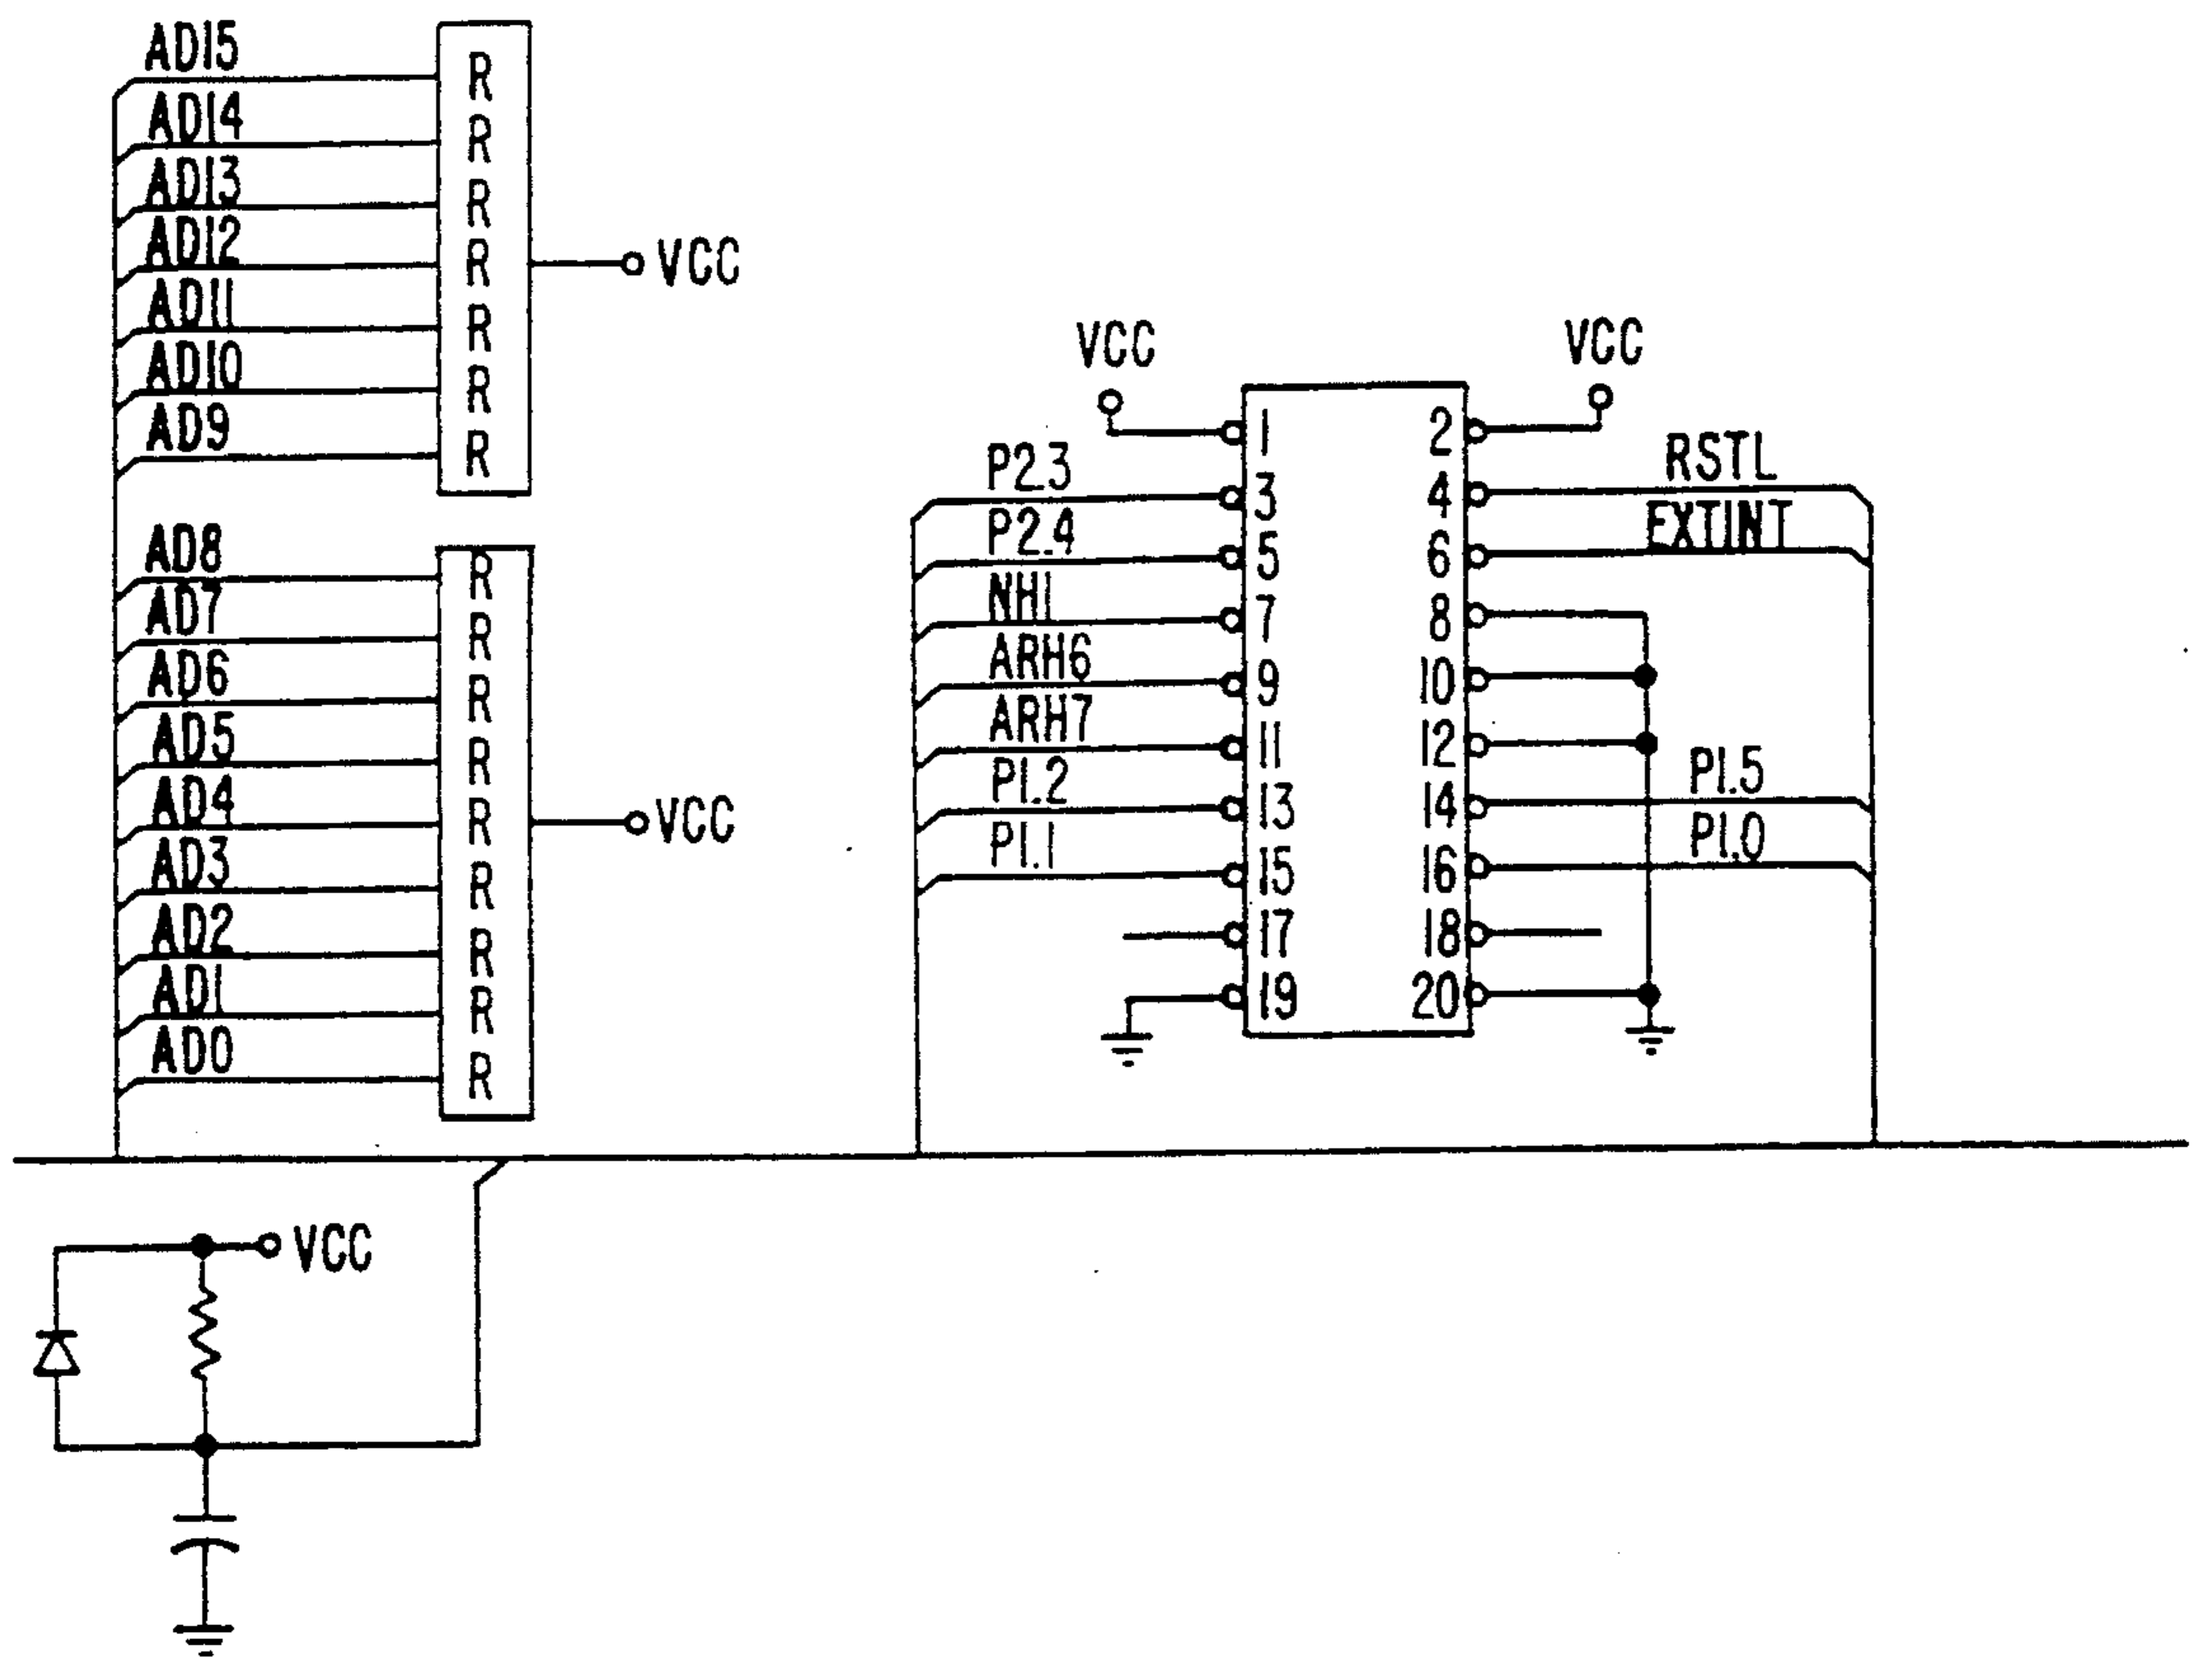 AD15
R
AD14
R
AD13
R
AD12
R
VCC
AD11
R
AD10
R
AD9
R
AD8
R
AD7
R
AD6
R
AD5
R
AD4
R
VCC
AD3
R
AD2
R
AD1
R
AD0
R
VCC
VCC
1
2
P2.3
3
4
RSTL
P2.4
5
6
EXTINT
NH1
7
8
ARH6
9
10
ARH7
11
12
P1.2
13
14
P1.5
P1.1
15
16
P1.0
17
18
19
20
VCC